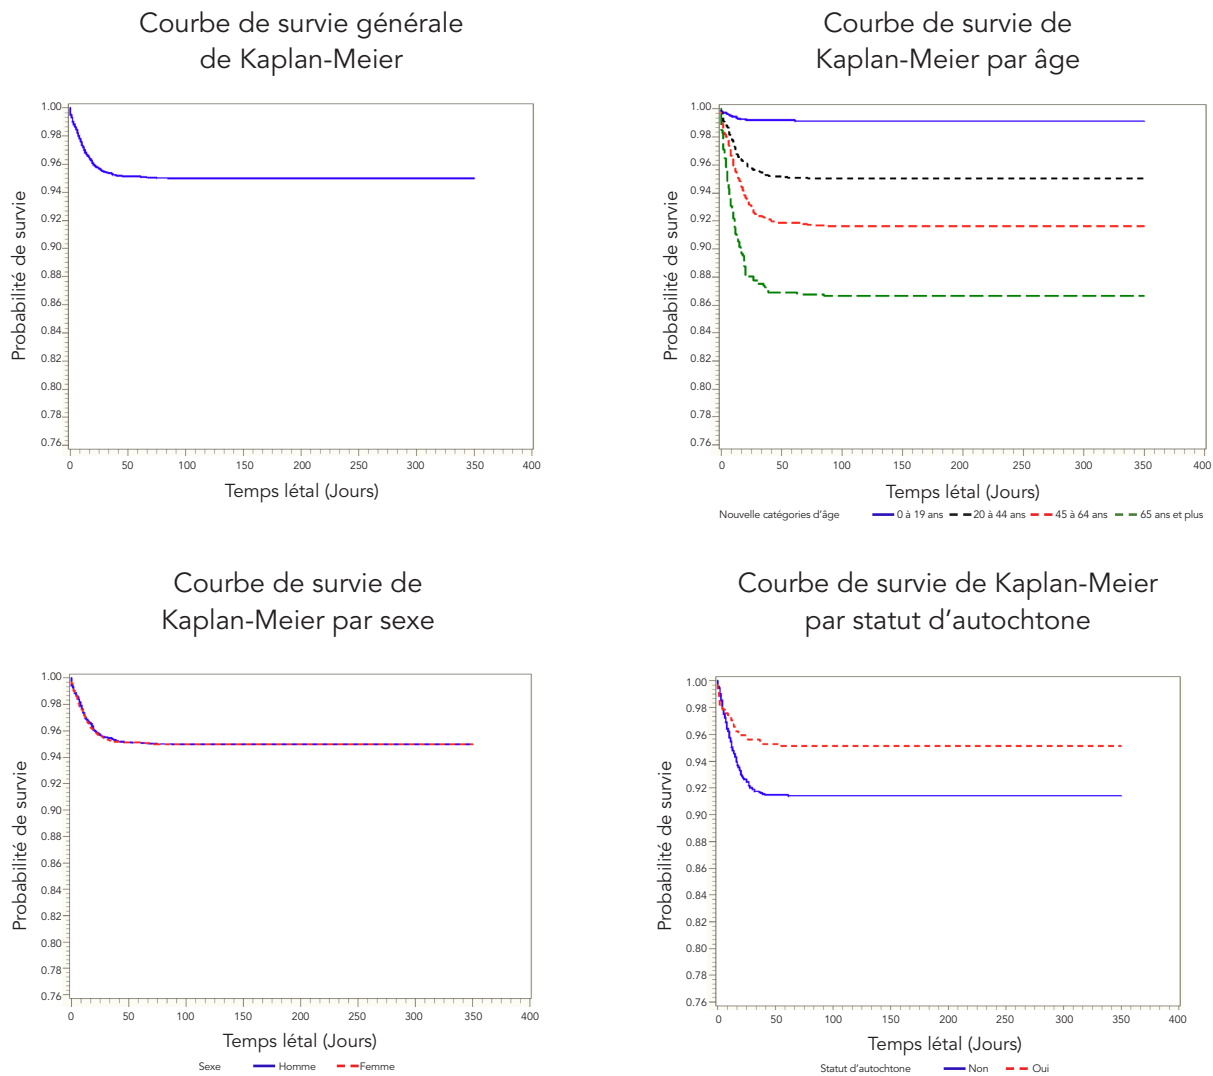 Courbe de survie générale
de Kaplan-Meier
1.00
0.98
0.96
0.94
0.92
0.90
0.88
0.86
0.84
0.82
0.80
0.78
0.76
Probabilité de survie
0 50 100 150 200 250 300 350 400
Temps létal (Jours)
Courbe de survie de
Kaplan-Meier par âge
1.00
0.98
0.96
0.94
0.92
0.90
0.88
0.86
0.84
0.82
0.80
0.78
0.76
Probabilité de survie
0 50 100 150 200 250 300 350 400
Temps létal (Jours)
Nouvelle catégories d'âge 0 à 19 ans 20 à 44 ans 45 à 64 ans 65 ans et plus
Courbe de survie de
Kaplan-Meier par sexe
1.00
0.98
0.96
0.94
0.92
0.90
0.88
0.86
0.84
0.82
0.80
0.78
0.76
Probabilité de survie
0 50 100 150 200 250 300 350 400
Temps létal (Jours)
Sexe Homme Femme
Courbe de survie de Kaplan-Meier
par statut d'autochtone
1.00
0.98
0.96
0.94
0.92
0.90
0.88
0.86
0.84
0.82
0.80
0.78
0.76
Probabilité de survie
0 50 100 150 200 250 300 350 400
Temps létal (Jours)
Statut d'autochtone Non Oui